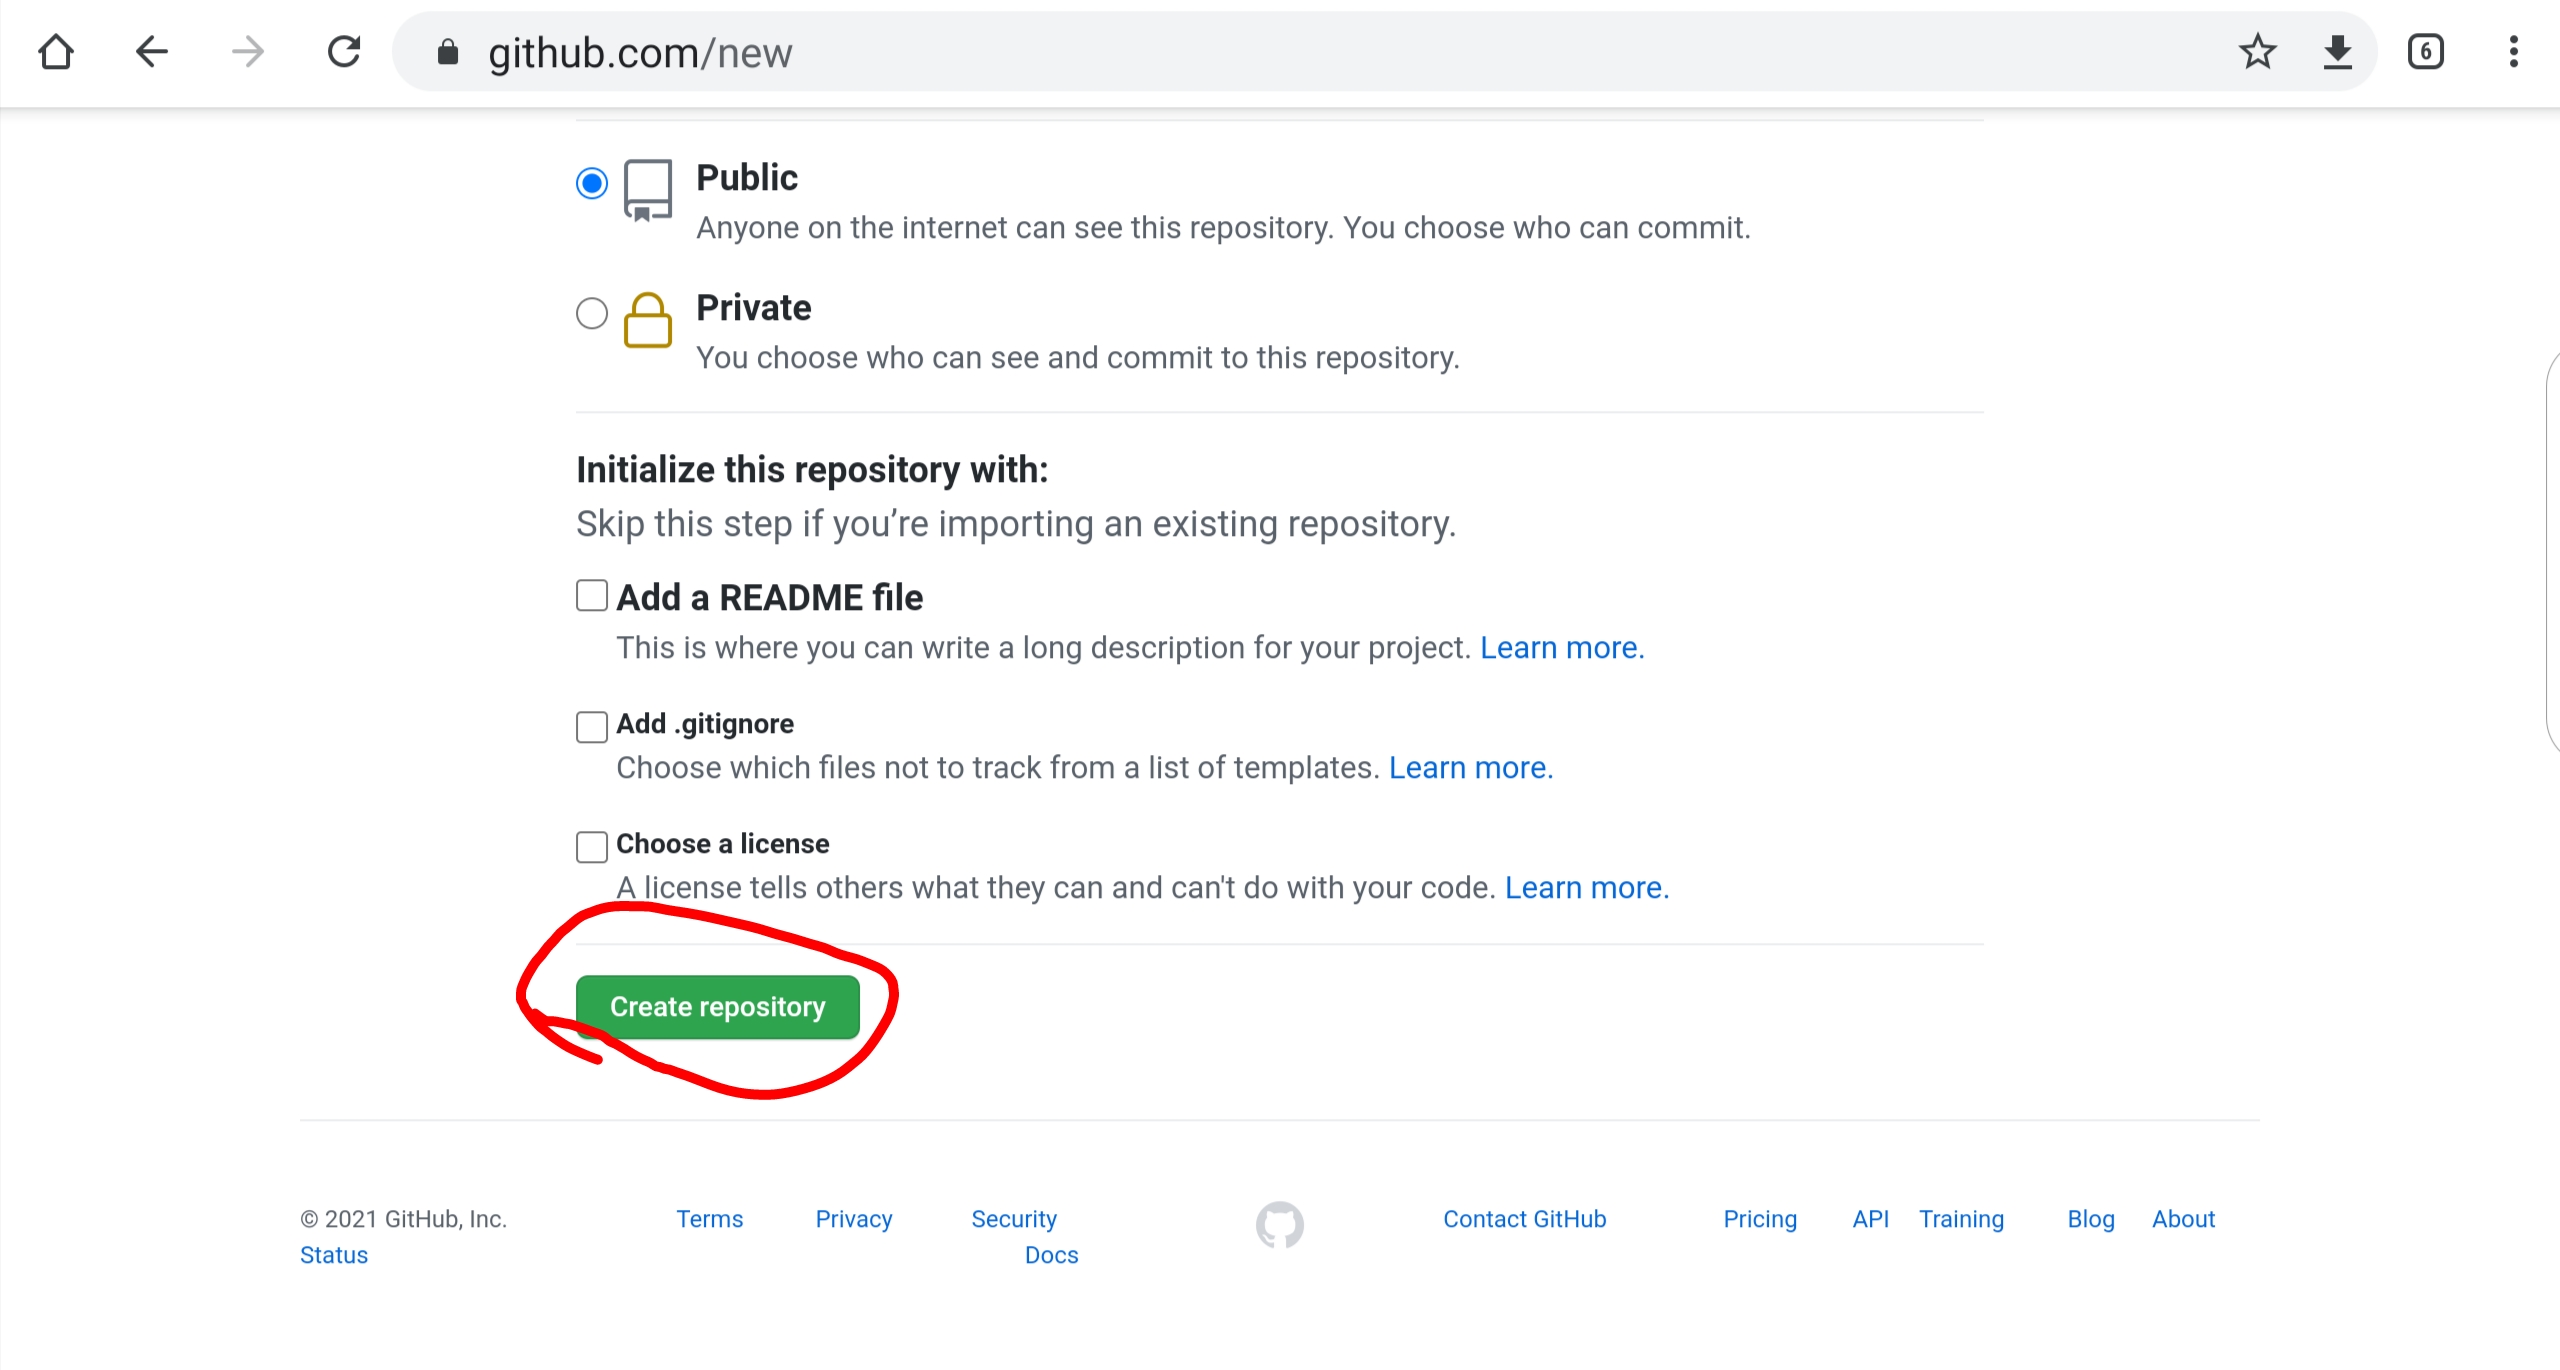 github.com/new
6
Public
Anyone on the internet can see this repository. You choose who can commit.
Private
You choose who can see and commit to this repository.
Initialize this repository with:
Skip this step if you’re importing an existing repository.
Add a README file
This is where you can write a long description for your project. Learn more.
Add .gitignore
Choose which files not to track from a list of templates. Learn more.
Choose a license
A license tells others what they can and can't do with your code. Learn more.
Create repository
© 2021 GitHub, Inc. Terms Privacy Security Contact GitHub Pricing API Training Blog About
Status Docs